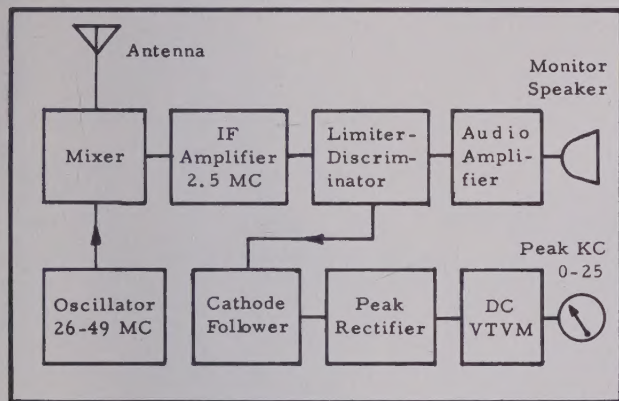 Antenna
Monitor
Speaker
Mixer
IF
Amplifier
2.5 MC
Limiter-
Discrim-
inator
Audio
Ampli-
fier
Peak KC
0-25
Oscillator
26-49 MC
Cathode
Follower
Peak
Rectifier
DC
VTVM